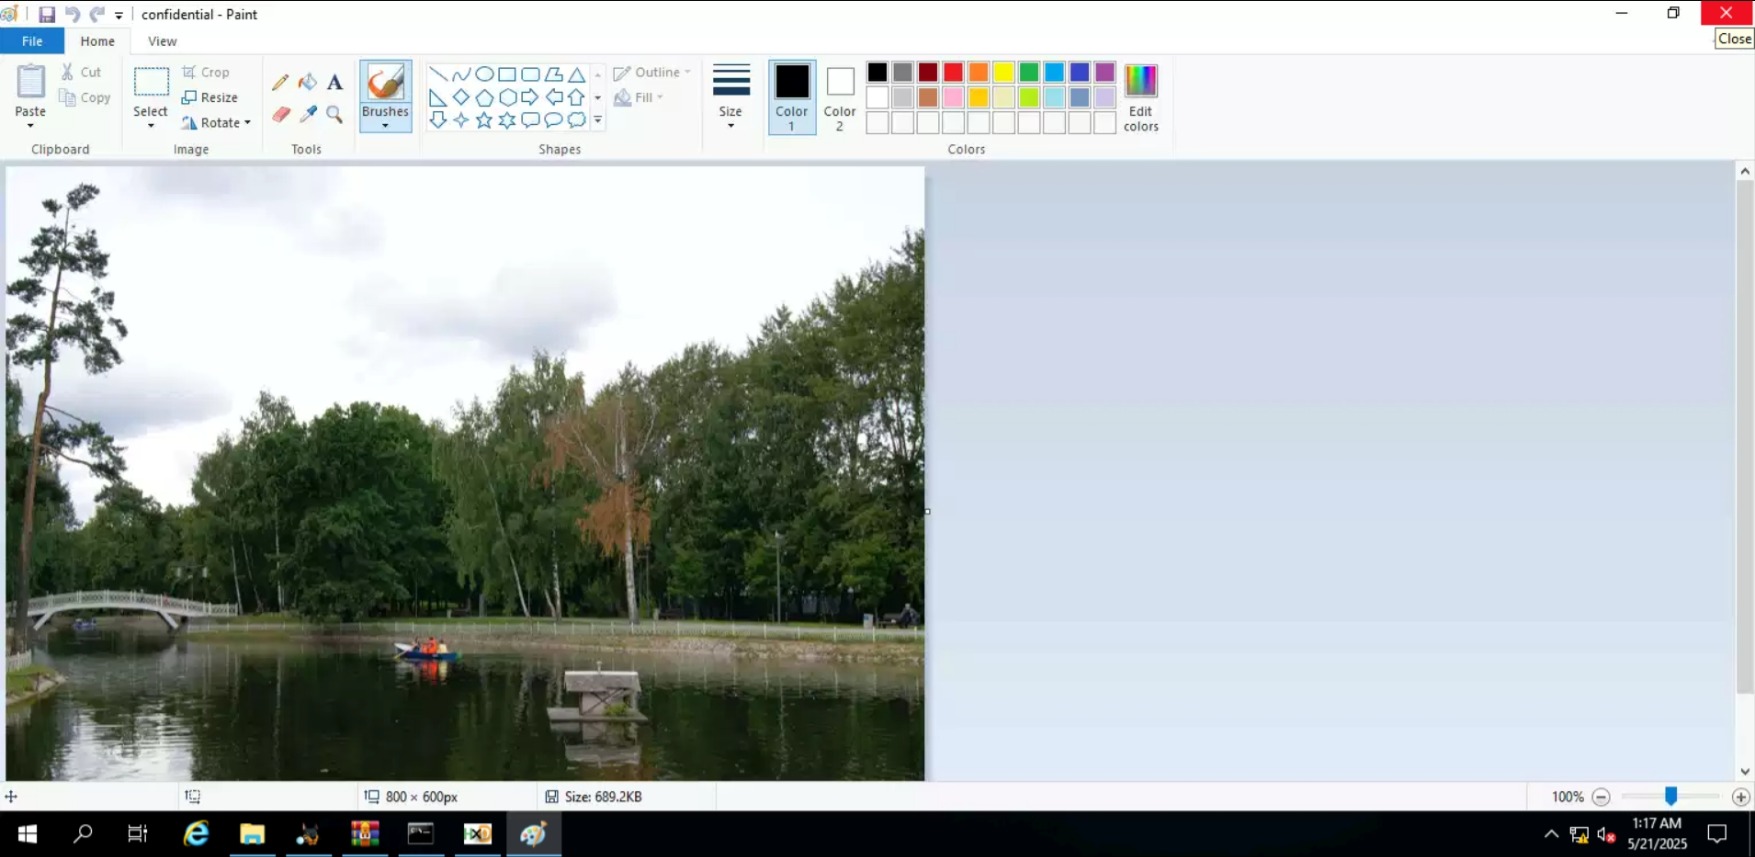 confidential - Paint
Close
File Home View
Cut
Copy
Paste
Clipboard
Crop
Resize
Rotate
Select
Image
A
Tools
Brushes
Outline
Fill
Shapes
Size
Color 1
Color 2
Edit colors
Colors
800 × 600px
Size: 689.2KB
100%
HXD
1:17 AM
5/21/2025